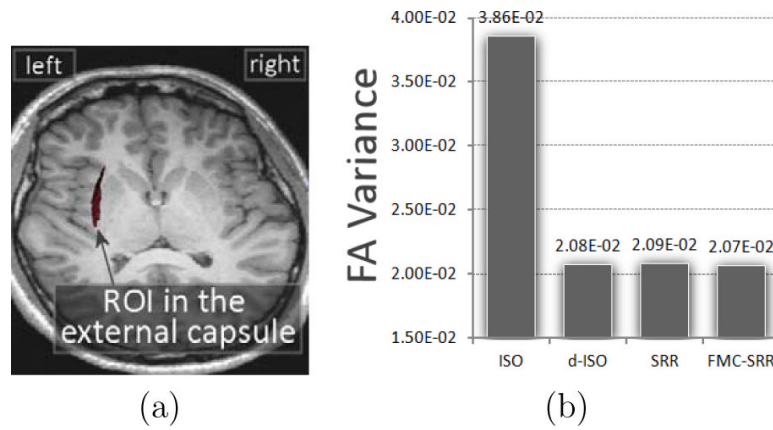 left
right
ROI in the
external capsule
(a)
FA Variance
4.00E-02
3.50E-02
3.00E-02
2.50E-02
2.00E-02
1.50E-02
3.86E-02
2.08E-02
2.09E-02
2.07E-02
ISO
d-ISO
SRR
FMC-SRR
(b)